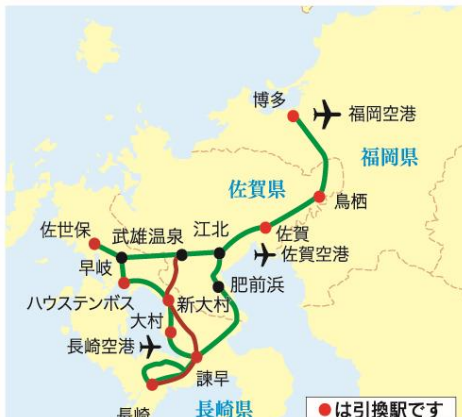 博多
福岡空港
福岡県
佐賀県
鳥栖
佐世保
武雄温泉
江北
佐賀
佐賀空港
早岐
肥前浜
ハウステンボス
新大村
大村
長崎空港
諫早
長崎
長崎県
●は引換駅です